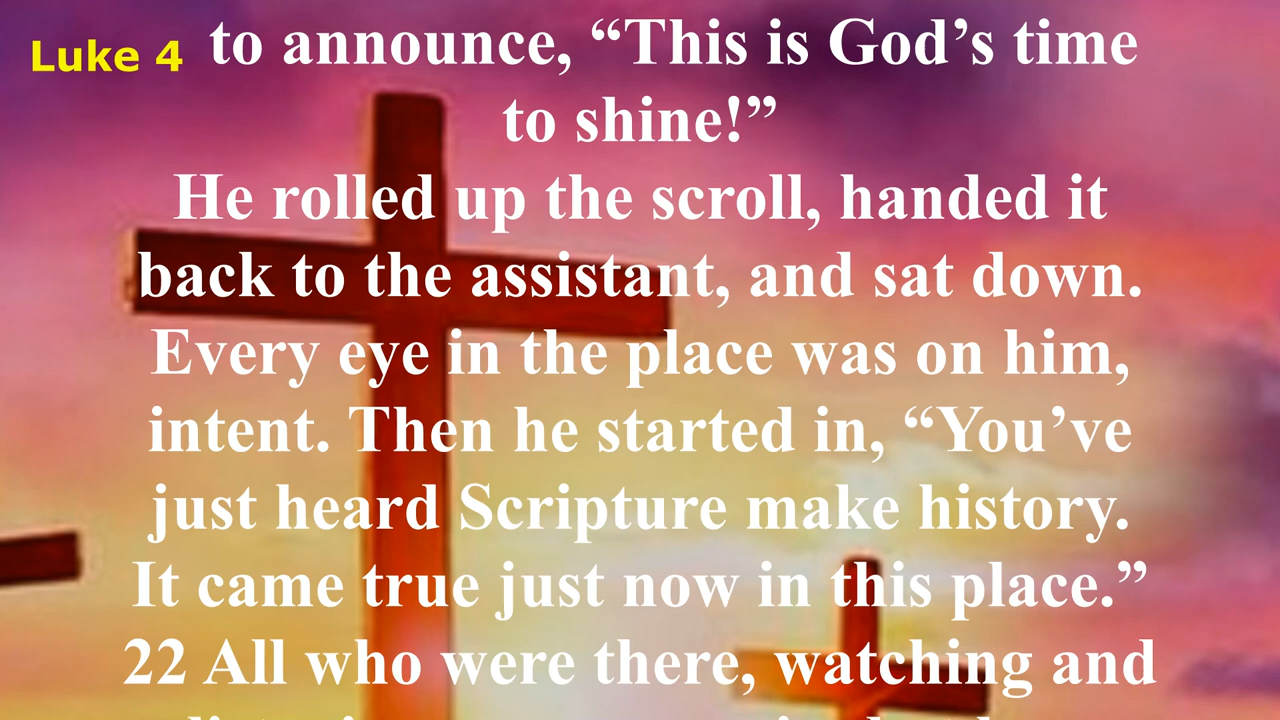 Luke 4
to announce, “This is God’s time
to shine!”
He rolled up the scroll, handed it
back to the assistant, and sat down.
Every eye in the place was on him,
intent. Then he started in, “You’ve
just heard Scripture make history.
It came true just now in this place.”
22 All who were there, watching and